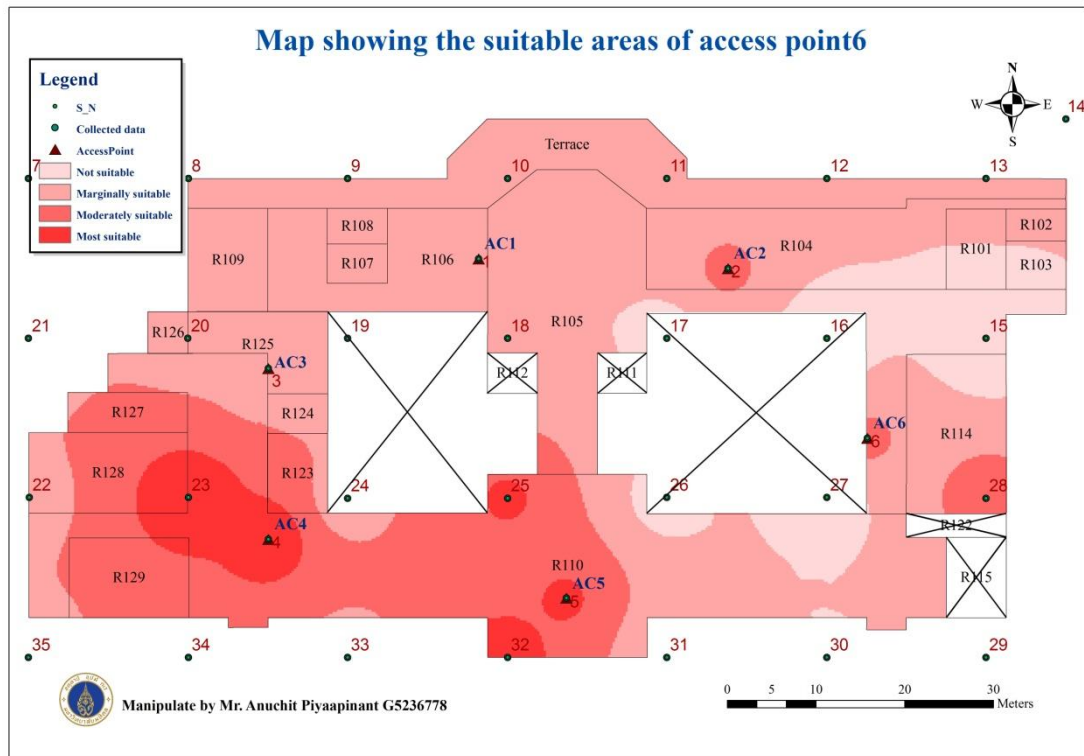 Map showing the suitable areas of access point6
Legend
S_N
Collected data
AccessPoint
Not suitable
Marginally suitable
Moderately suitable
Most suitable
N
W E
S
14
Terrace
7 8 9 10 11 12 13
R108
R107
R109
R106
AC1
1
AC2
2
R104
R101
R102
R103
R105
21 20 19 18 17 16 15
R126
R125
AC3
3
R112
R111
R127
R124
R128
R123
AC6
6
R114
22 23 24 25 26 27 28
AC4
4
R122
R129
R110
AC5
5
R115
35 34 33 32 31 30 29
Manipulate by Mr. Anuchit Piyaapinant G5236778
0 5 10 20 30
Meters